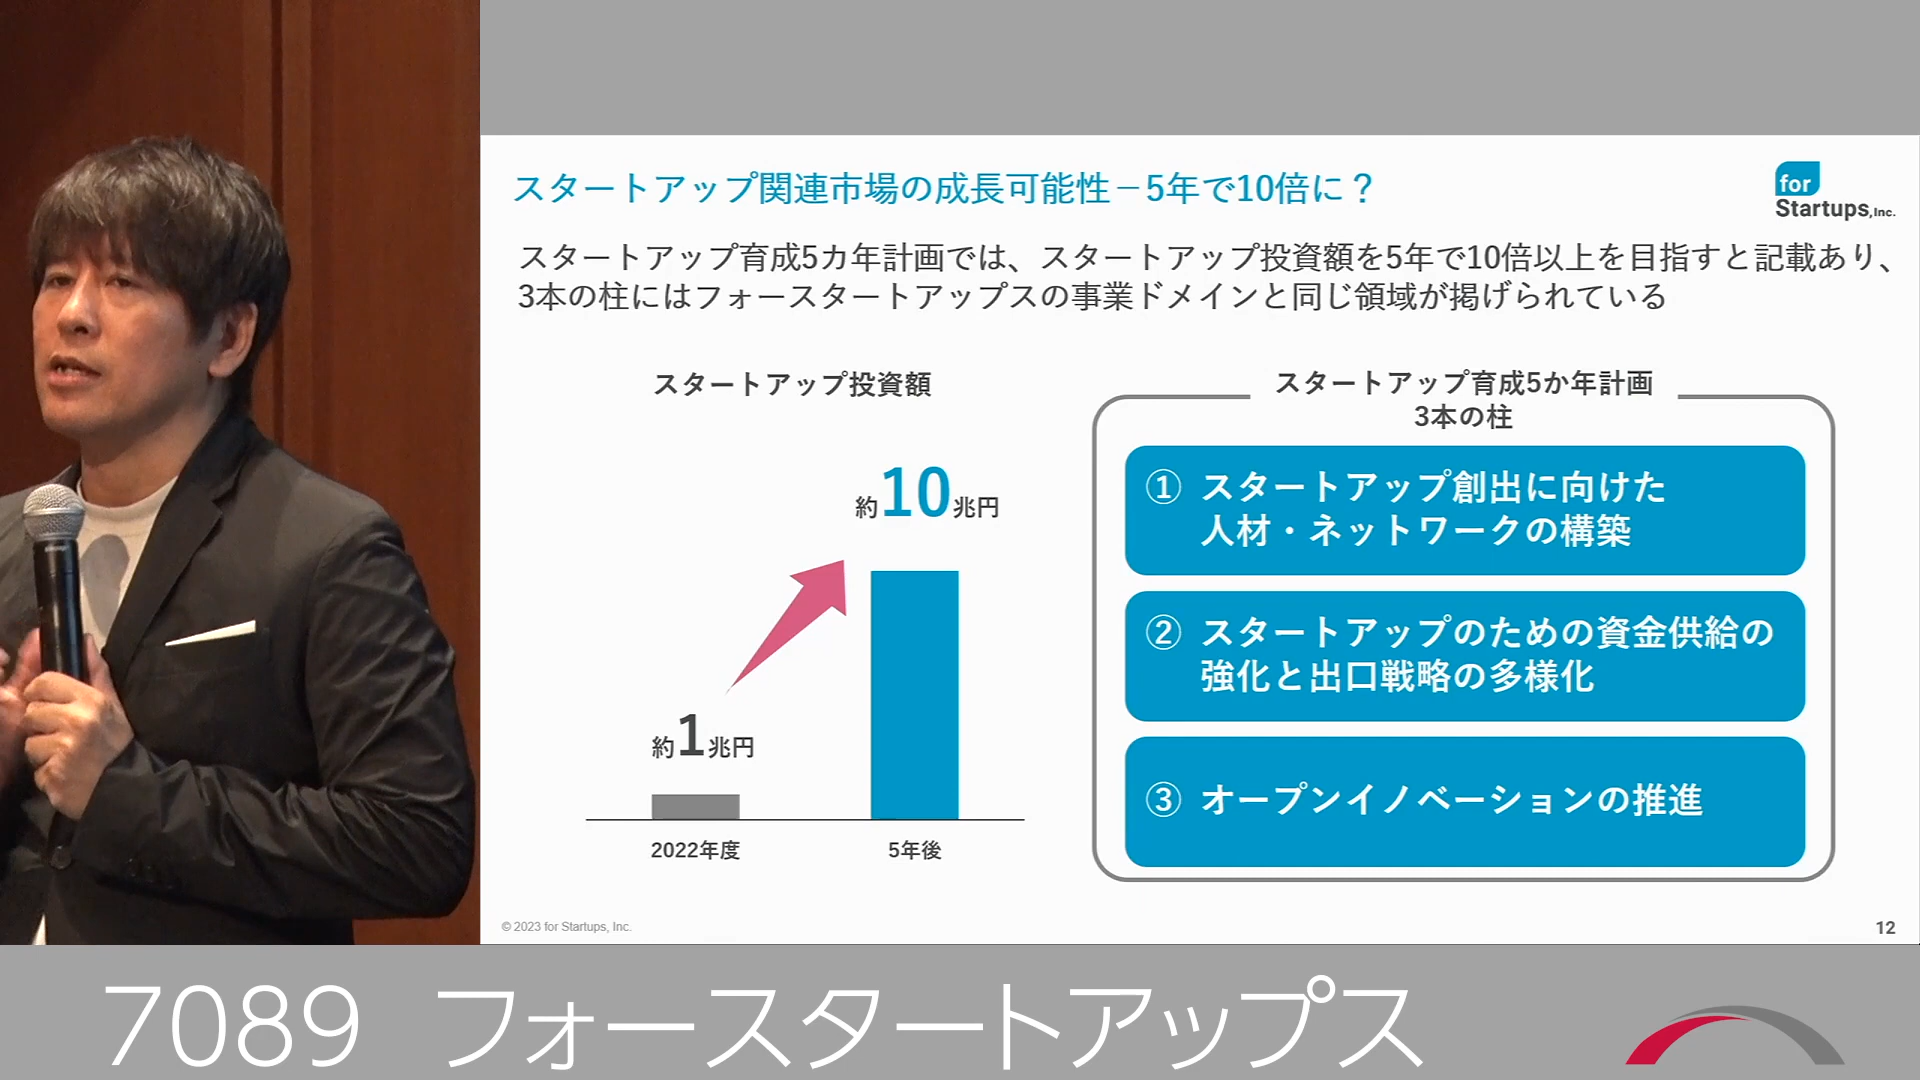 スタートアップ関連市場の成長可能性－5年で10倍に？
for
Startups,Inc.
スタートアップ育成5カ年計画では、スタートアップ投資額を5年で10倍以上を目指すと記載あり、
3本の柱にはフォースタートアップスの事業ドメインと同じ領域が掲げられている
スタートアップ投資額
約10兆円
約1兆円
2022年度
5年後
スタートアップ育成5か年計画
3本の柱
① スタートアップ創出に向けた
人材・ネットワークの構築
② スタートアップのための資金供給の
強化と出口戦略の多様化
③ オープンイノベーションの推進
© 2023 for Startups, Inc.
12
7089 フォースタートアップス